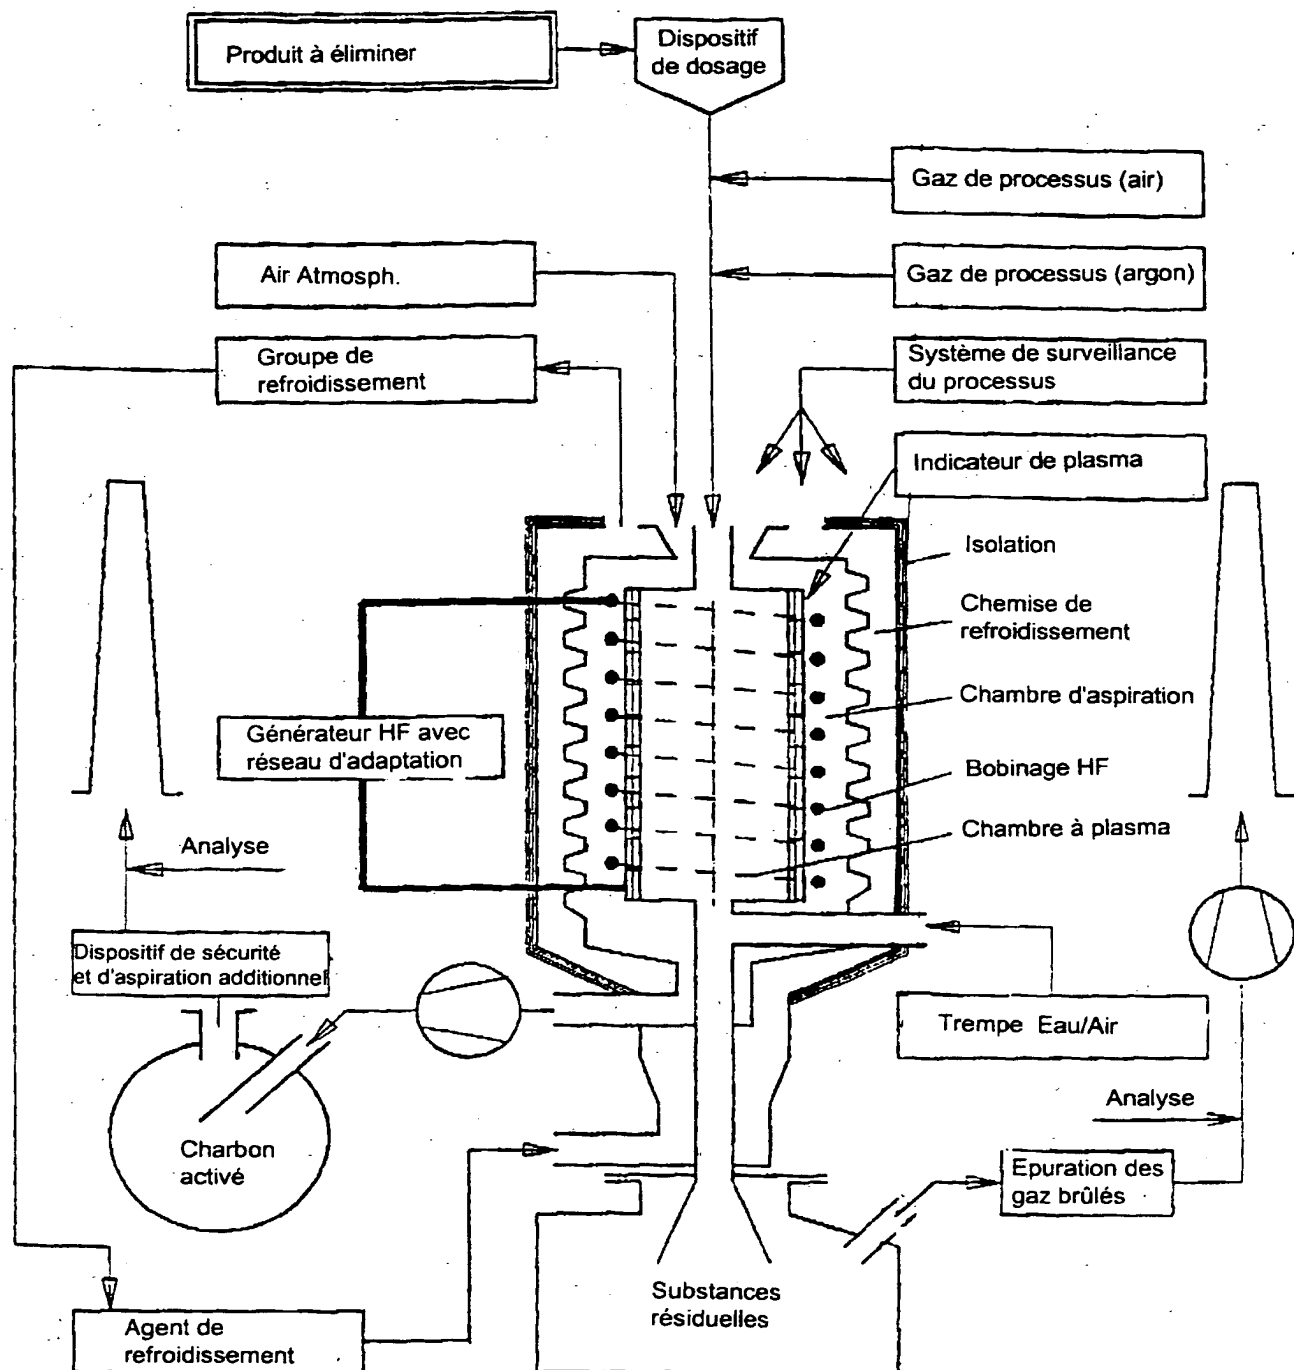 Produit à éliminer
Dispositif
de dosage
Gaz de processus (air)
Air Atmosph.
Gaz de processus (argon)
Groupe de
refroidissement
Système de surveillance
du processus
Indicateur de plasma
Isolation
Chemise de
refroidissement
Chambre d'aspiration
Générateur HF avec
réseau d'adaptation
Bobinage HF
Chambre à plasma
Analyse
Dispositif de sécurité
et d'aspiration additionnel
Trempe Eau/Air
Analyse
Charbon
activé
Epuration des
gaz brûlés
Substances
résiduelles
Agent de
refroidissement